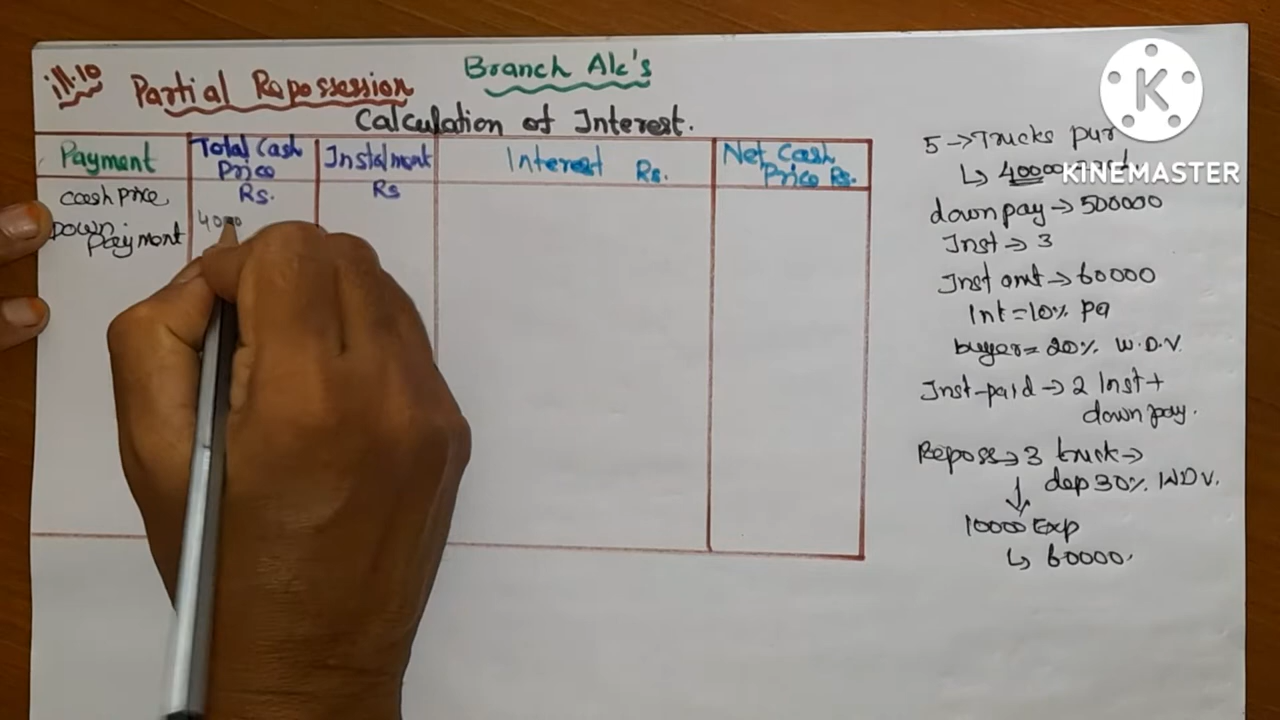 ill.10 Partial Repossession Branch A/c's
Calculation of Interest.
Payment Total Cash Price Rs. Instalment Rs Interest Rs. Net Cash Price Rs.
cash price
Down Payment
5 → Trucks pur
↳ 40000
K
KINEMASTER
down pay → 500000
Inst → 3
Inst amt → 60000
Int = 10% pa
buyer = 20% W.D.V.
Inst-paid → 2 Inst +
down pay.
Reposs → 3 truck →
dep 30% WDV.
10000 Exp
↳ 60000.